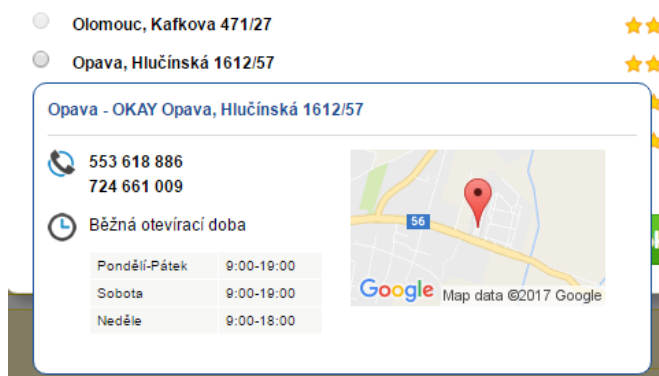 Olomouc, Kafkova 471/27
Opava, Hlučínská 1612/57
Opava - OKAY Opava, Hlučínská 1612/57
553 618 886
724 661 009
Běžná otevírací doba
Pondělí-Pátek 9:00-19:00
Sobota 9:00-19:00
Neděle 9:00-18:00
56
Google Map data ©2017 Google